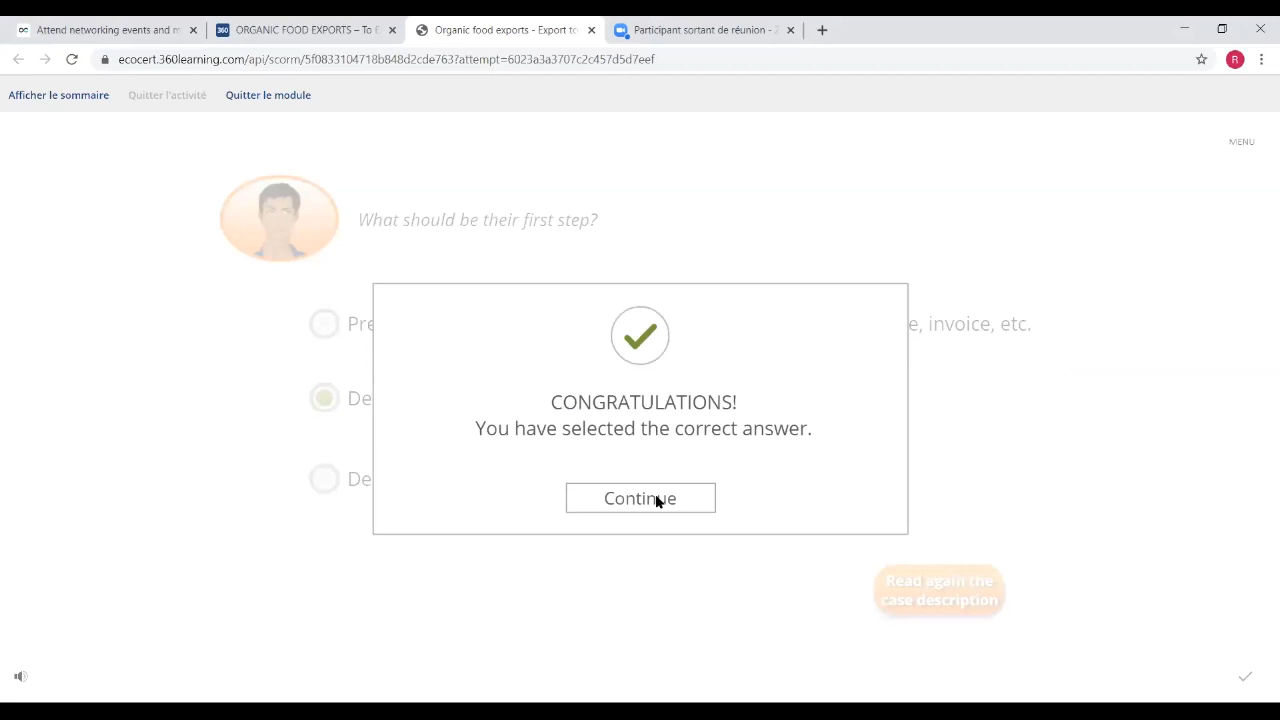 Attend networking events and m
360 ORGANIC FOOD EXPORTS – To E
Organic food exports - Export to
Participant sortant de réunion - Z
ecocert.360learning.com/api/scorm/5f0833104718b848d2cde763?attempt=
R
Afficher le sommaire
Quitter l'activité
Quitter le module
MENU
What should be their first step?
Pre
e, invoice, etc.
De
De
CONGRATULATIONS!
You have selected the correct answer.
Continue
Read again the
case description